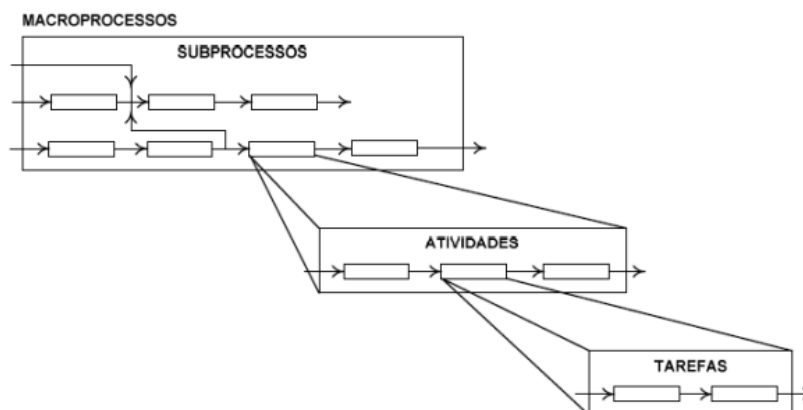 MACROPROCESSOS
SUBPROCESSOS
ATIVIDADES
TAREFAS